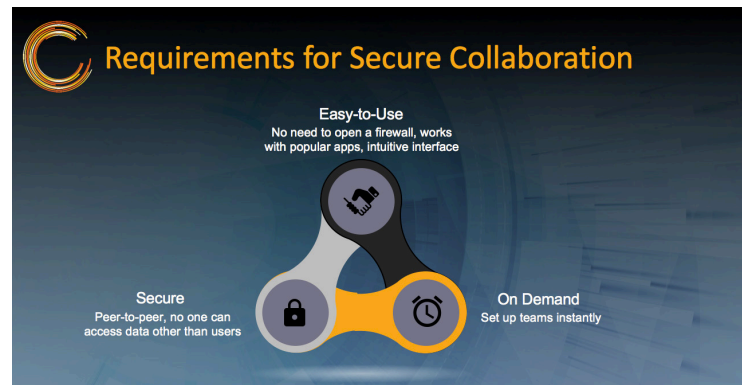 Requirements for Secure Collaboration
Easy-to-Use
No need to open a firewall, works
with popular apps, intuitive interface
Secure
Peer-to-peer, no one can
access data other than users
On Demand
Set up teams instantly